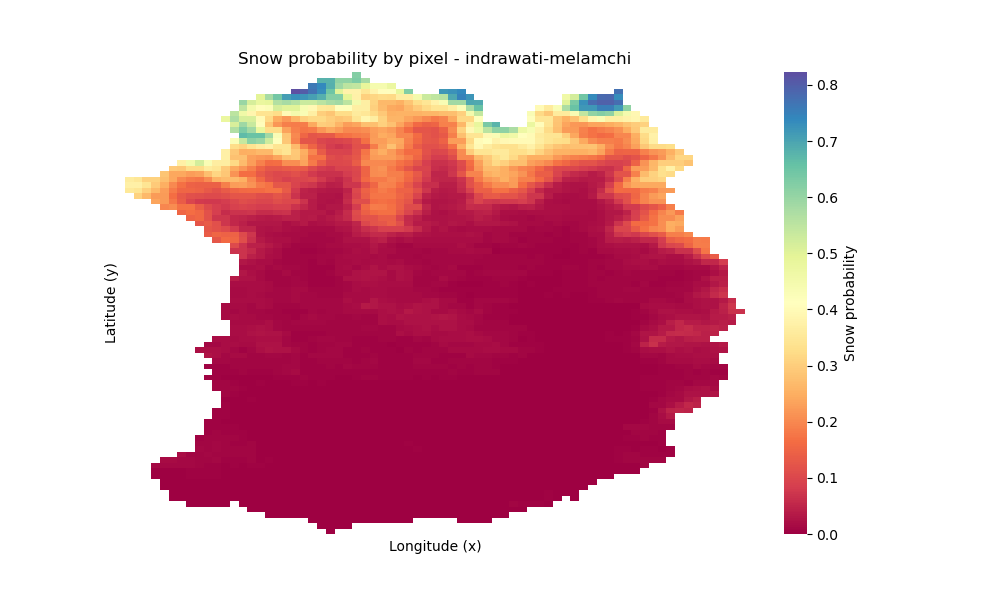 Snow probability by pixel - indrawati-melamchi
Latitude (y)
Longitude (x)
0.8
0.7
0.6
0.5
0.4
0.3
0.2
0.1
0.0
Snow probability